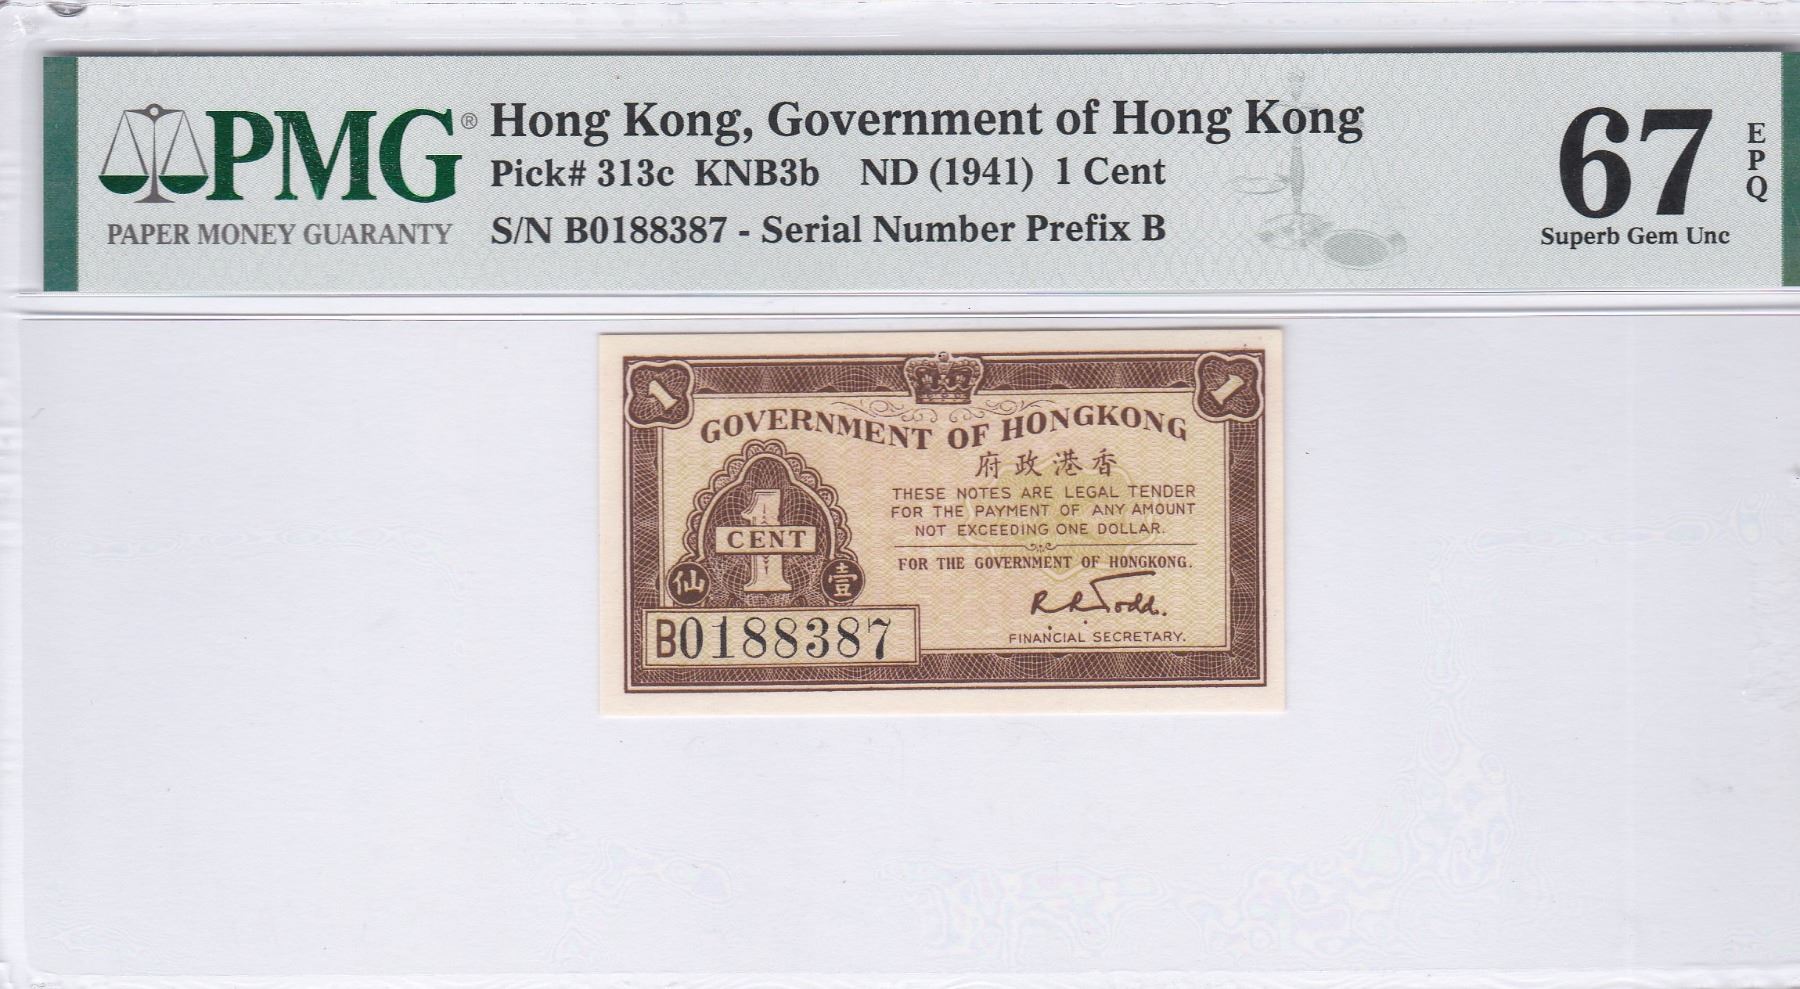 PMG®
PAPER MONEY GUARANTY
Hong Kong, Government of Hong Kong
Pick# 313c KNB3b ND (1941) 1 Cent
S/N B0188387 - Serial Number Prefix B
67
EPQ
Superb Gem Unc
1
1
GOVERNMENT OF HONGKONG
府政港香
THESE NOTES ARE LEGAL TENDER
FOR THE PAYMENT OF ANY AMOUNT
NOT EXCEEDING ONE DOLLAR.
FOR THE GOVERNMENT OF HONGKONG.
R. R. Todd.
FINANCIAL SECRETARY.
1
CENT
仙 壹
B0188387